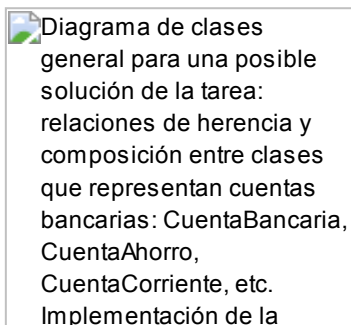 Diagrama de clases
general para una posible
solución de la tarea:
relaciones de herencia y
composición entre clases
que representan cuentas
bancarias: CuentaBancaria,
CuentaAhorro,
CuentaCorriente, etc.
Implementación de la